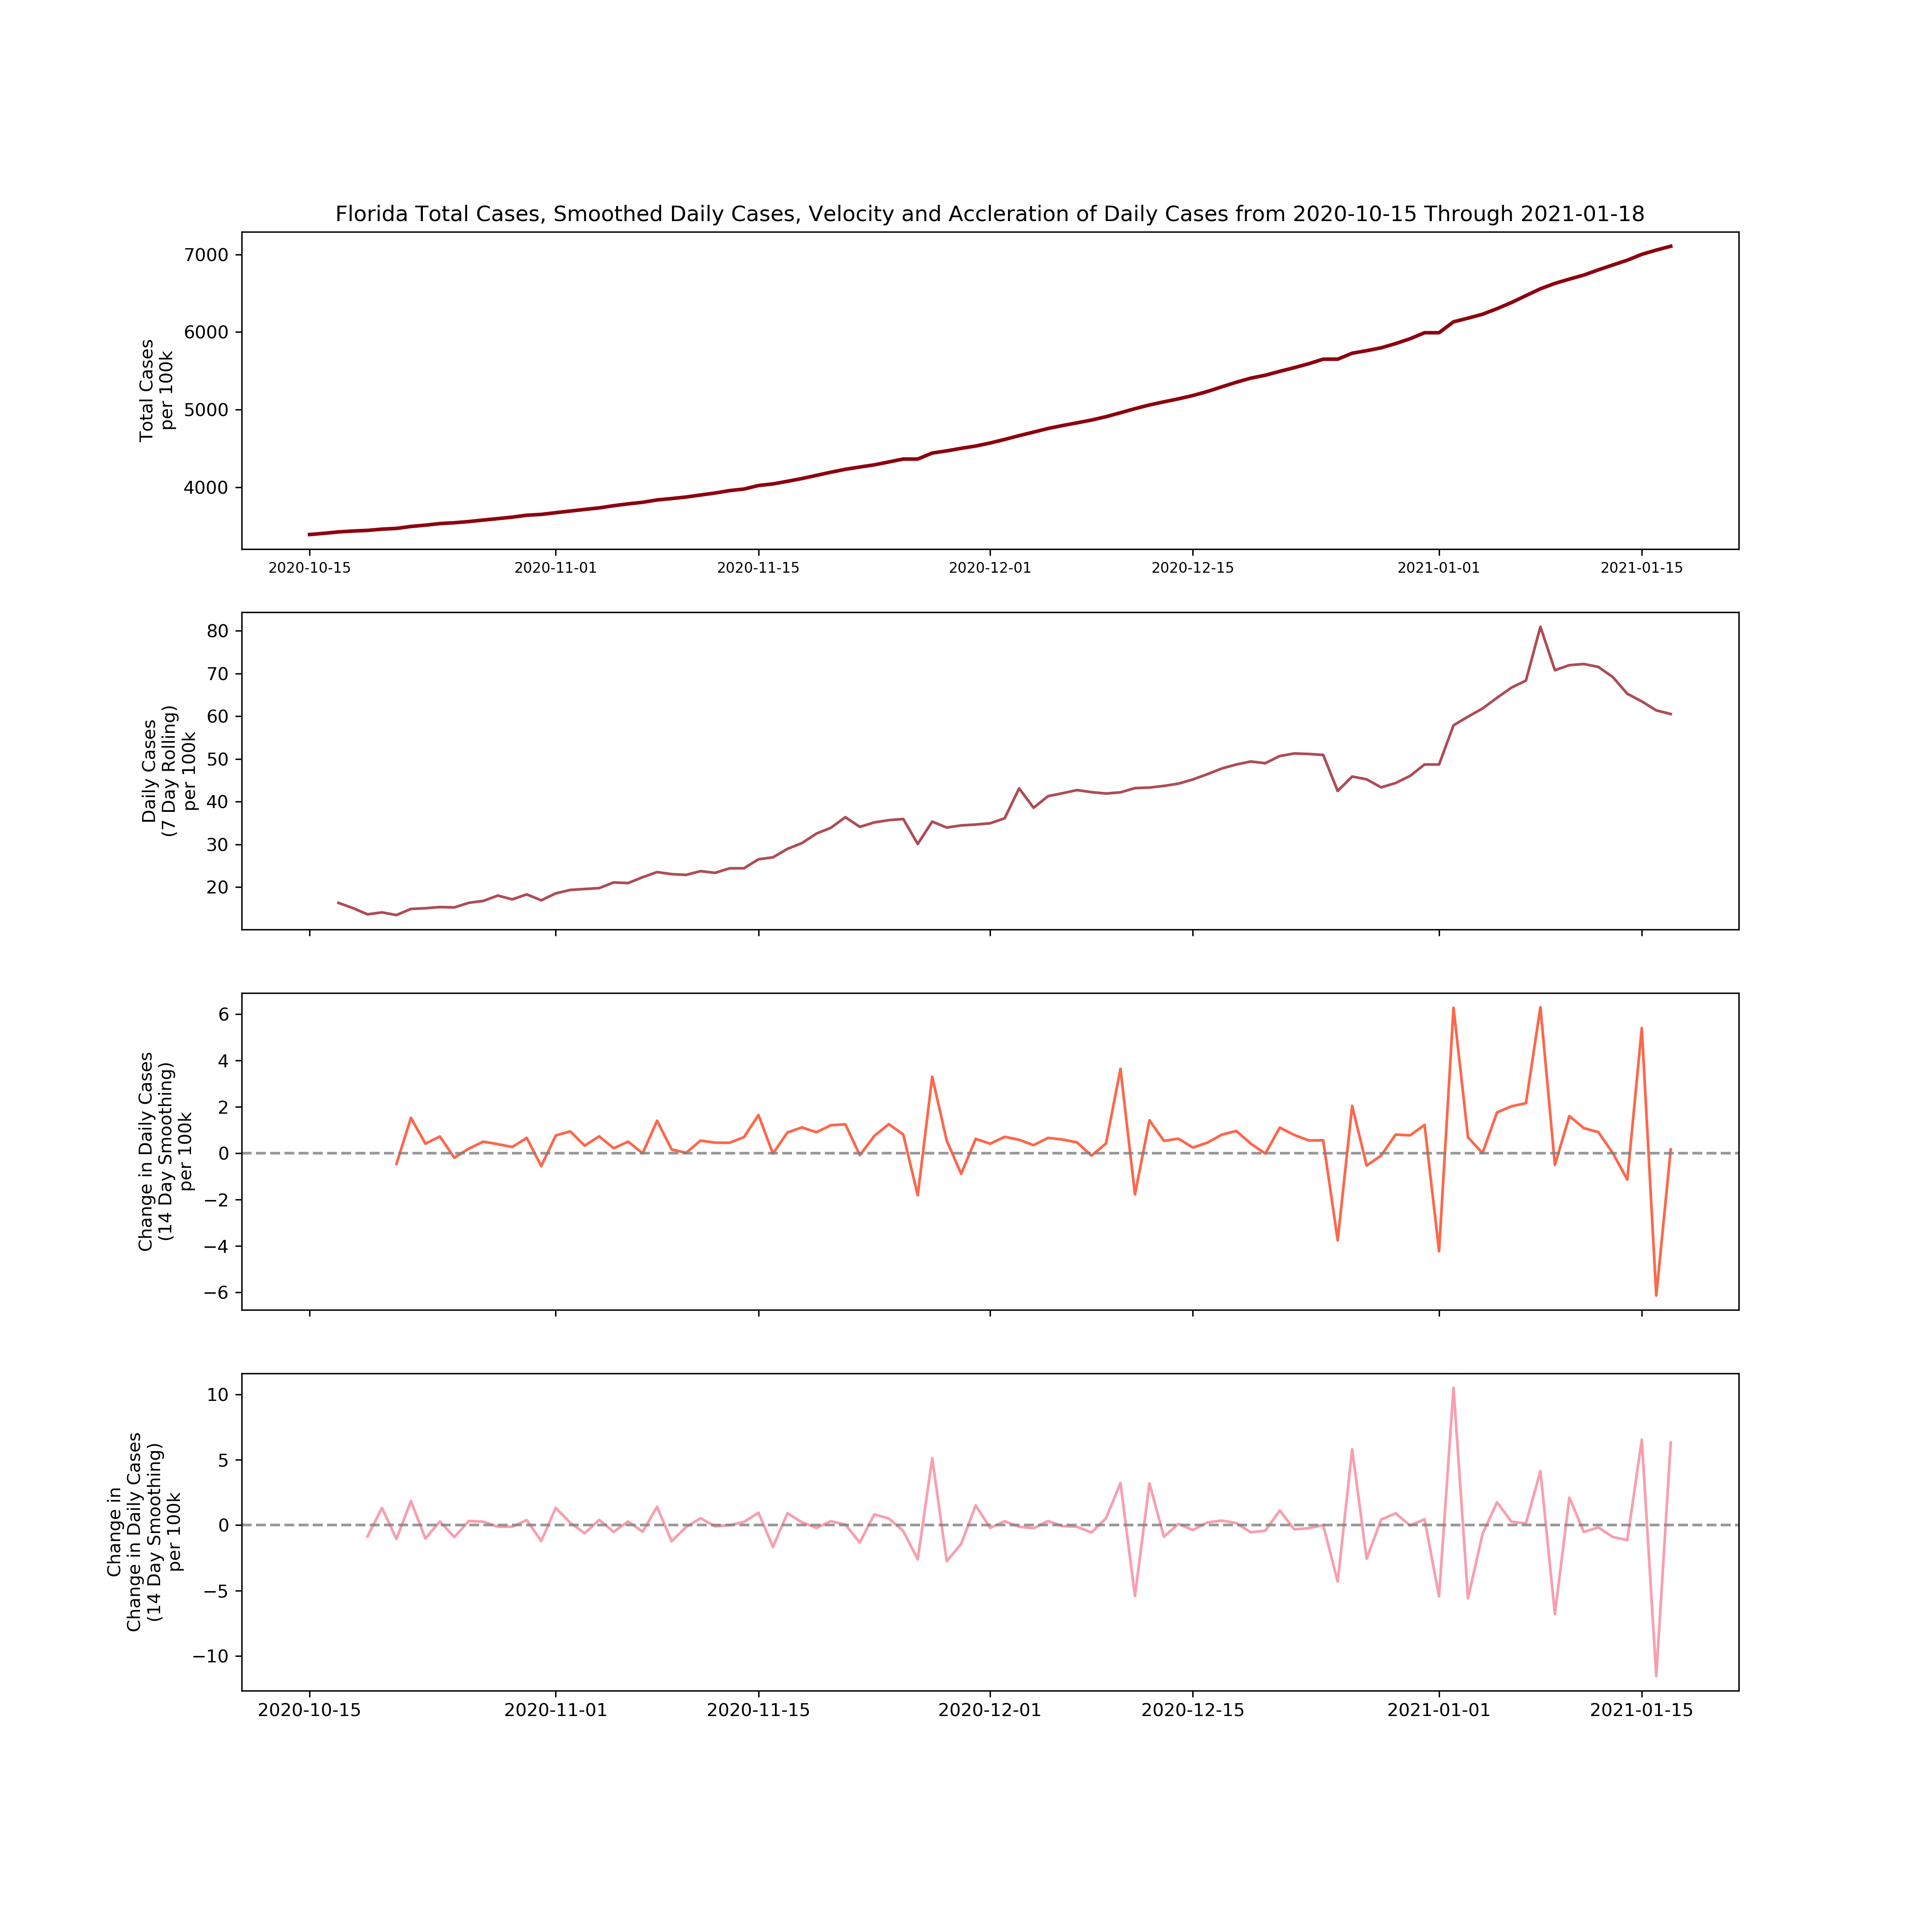 Florida Total Cases, Smoothed Daily Cases, Velocity and Accleration of Daily Cases from 2020-10-15 Through 2021-01-18
Total Cases
per 100k
7000
6000
5000
4000
2020-10-15 2020-11-01 2020-11-15 2020-12-01 2020-12-15 2021-01-01 2021-01-15
Daily Cases
(7 Day Rolling)
per 100k
80
70
60
50
40
30
20
Change in Daily Cases
(14 Day Smoothing)
per 100k
6
4
2
0
−2
−4
−6
Change in
Change in Daily Cases
(14 Day Smoothing)
per 100k
10
5
0
−5
−10
2020-10-15 2020-11-01 2020-11-15 2020-12-01 2020-12-15 2021-01-01 2021-01-15